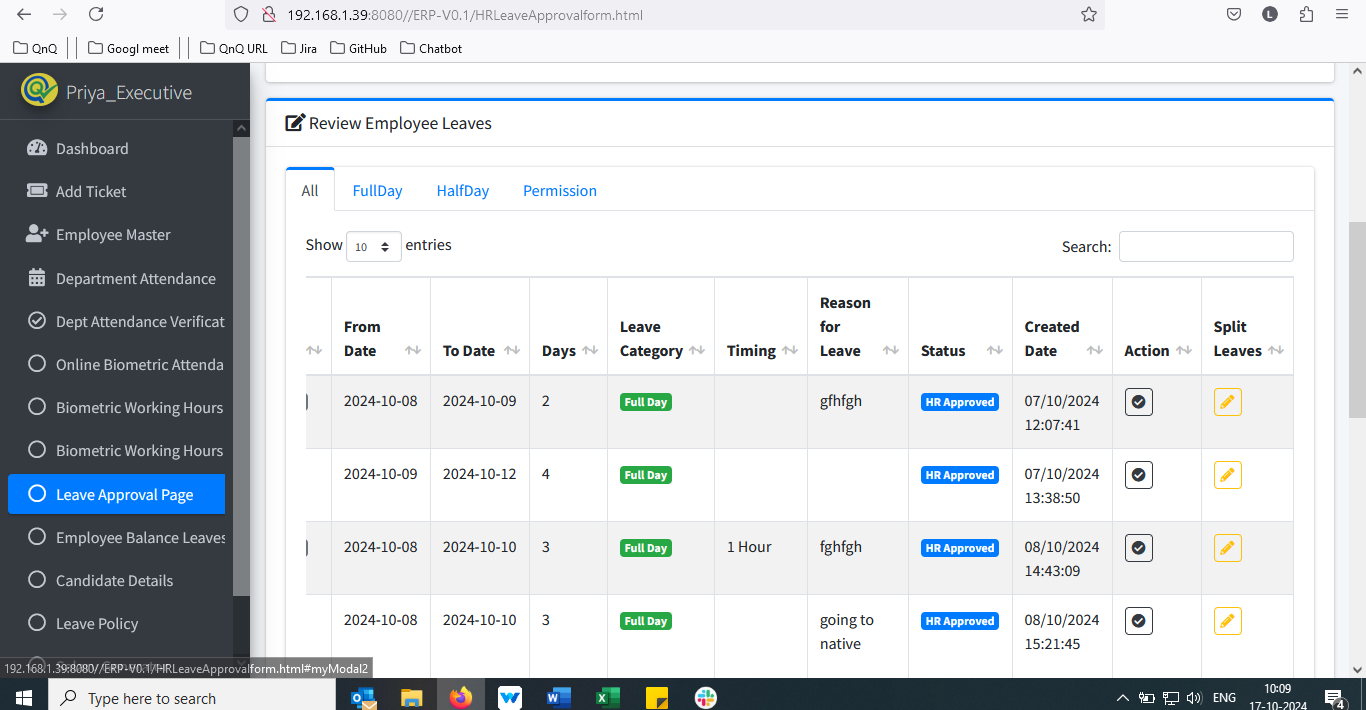 192.168.1.39:8080//ERP-V0.1/HRLeaveApprovalform.html
L
QnQ
Googl meet
QnQ URL
Jira
GitHub
Chatbot
Priya_Executive
Dashboard
Add Ticket
Employee Master
Department Attendance
Dept Attendance Verificat
Online Biometric Attenda
Biometric Working Hours
Biometric Working Hours
Leave Approval Page
Employee Balance Leaves
Candidate Details
Leave Policy
192.168.1.39:8080//ERP-V0.1/HRLeaveApprovalform.html#myModal2
Review Employee Leaves
All FullDay HalfDay Permission
Show 10 entries
Search:
From Date
To Date
Days
Leave Category
Timing
Reason for Leave
Status
Created Date
Action
Split Leaves
2024-10-08 2024-10-09 2 Full Day gfhfgh HR Approved 07/10/2024
12:07:41
2024-10-09 2024-10-12 4 Full Day HR Approved 07/10/2024
13:38:50
2024-10-08 2024-10-10 3 Full Day 1 Hour fghfgh HR Approved 08/10/2024
14:43:09
2024-10-08 2024-10-10 3 Full Day going to HR Approved 08/10/2024
native 15:21:45
Type here to search
ENG
10:09
17-10-2024
4